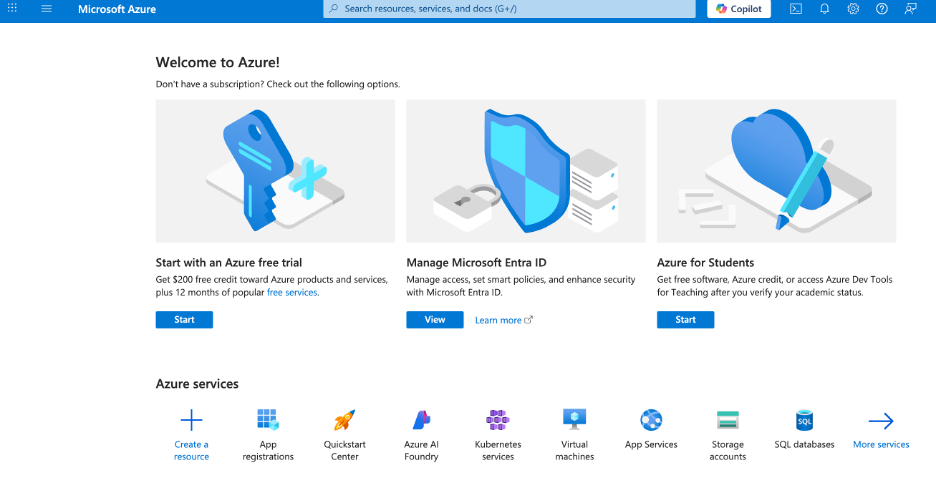 Microsoft Azure
Search resources, services, and docs (G+/)
Copilot
Welcome to Azure!
Don't have a subscription? Check out the following options.
Start with an Azure free trial
Get $200 free credit toward Azure products and services,
plus 12 months of popular free services.
Start
Manage Microsoft Entra ID
Manage access, set smart policies, and enhance security
with Microsoft Entra ID.
View
Learn more
Azure for Students
Get free software, Azure credit, or access Azure Dev Tools
for Teaching after you verify your academic status.
Start
Azure services
Create a
resource
App
registrations
Quickstart
Center
Azure AI
Foundry
Kubernetes
services
Virtual
machines
App Services
Storage
accounts
SQL
SQL databases
More services